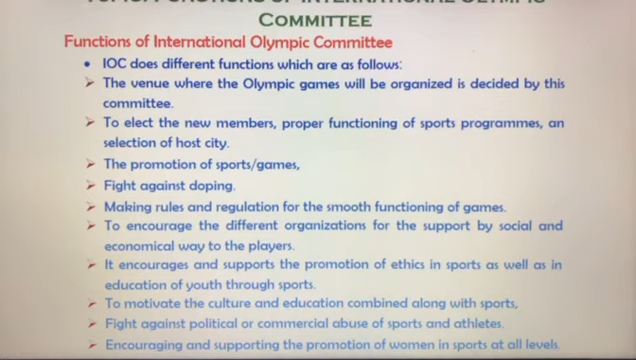 COMMITTEE
Functions of International Olympic Committee
• IOC does different functions which are as follows:
➢ The venue where the Olympic games will be organized is decided by this
committee.
➢ To elect the new members, proper functioning of sports programmes, an
selection of host city.
➢ The promotion of sports/games,
➢ Fight against doping.
➢ Making rules and regulation for the smooth functioning of games.
➢ To encourage the different organizations for the support by social and
economical way to the players.
➢ It encourages and supports the promotion of ethics in sports as well as in
education of youth through sports.
➢ To motivate the culture and education combined along with sports,
➢ Fight against political or commercial abuse of sports and athletes.
➢ Encouraging and supporting the promotion of women in sports at all levels.